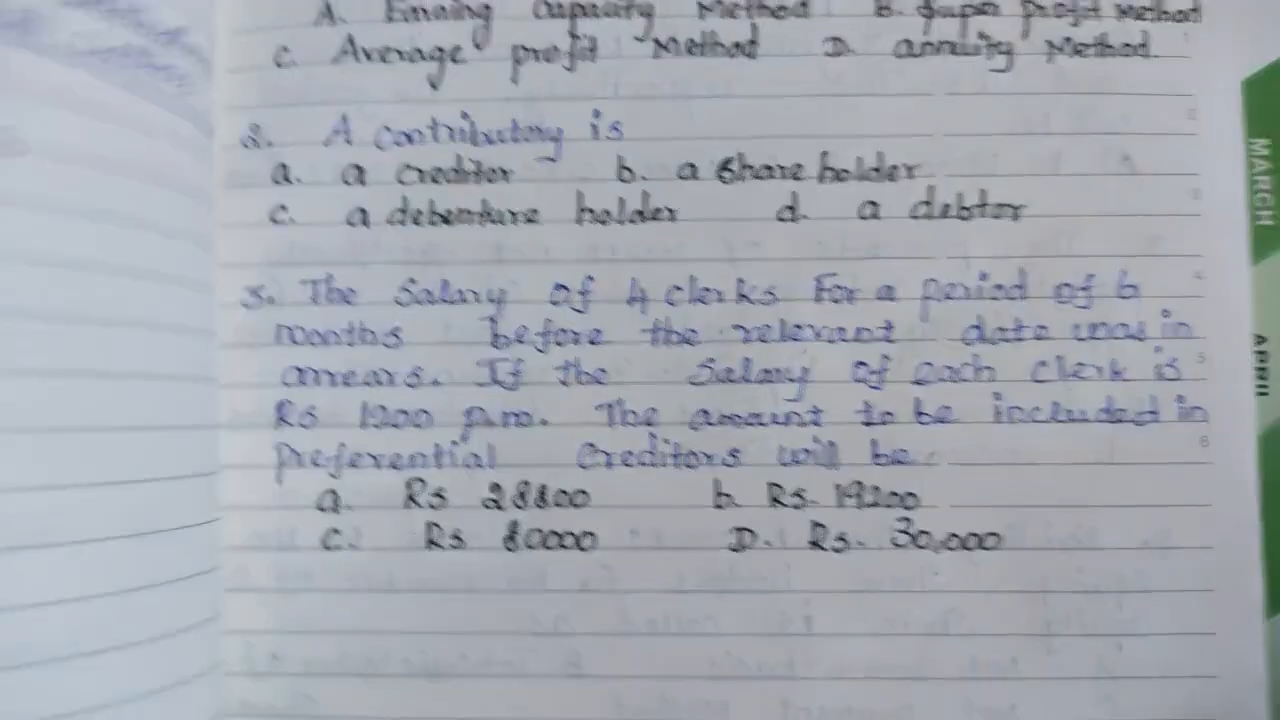 A. Earning Capacity Method B. Super profit Method
C. Average profit Method D. annuity Method
2. A contributory is
a. a creditor b. a Share holder
c. a debenture holder d. a debtor
3. The Salary of 4 clerks For a period of 6
months before the relevant date was in
arrears. If the Salary of each clerk is
Rs 1200 p.m. The amount to be included in
preferential Creditors will be
a. Rs 28800 b. Rs. 19200
C. Rs 80000 D. Rs. 30,000
MARCH
APRIL